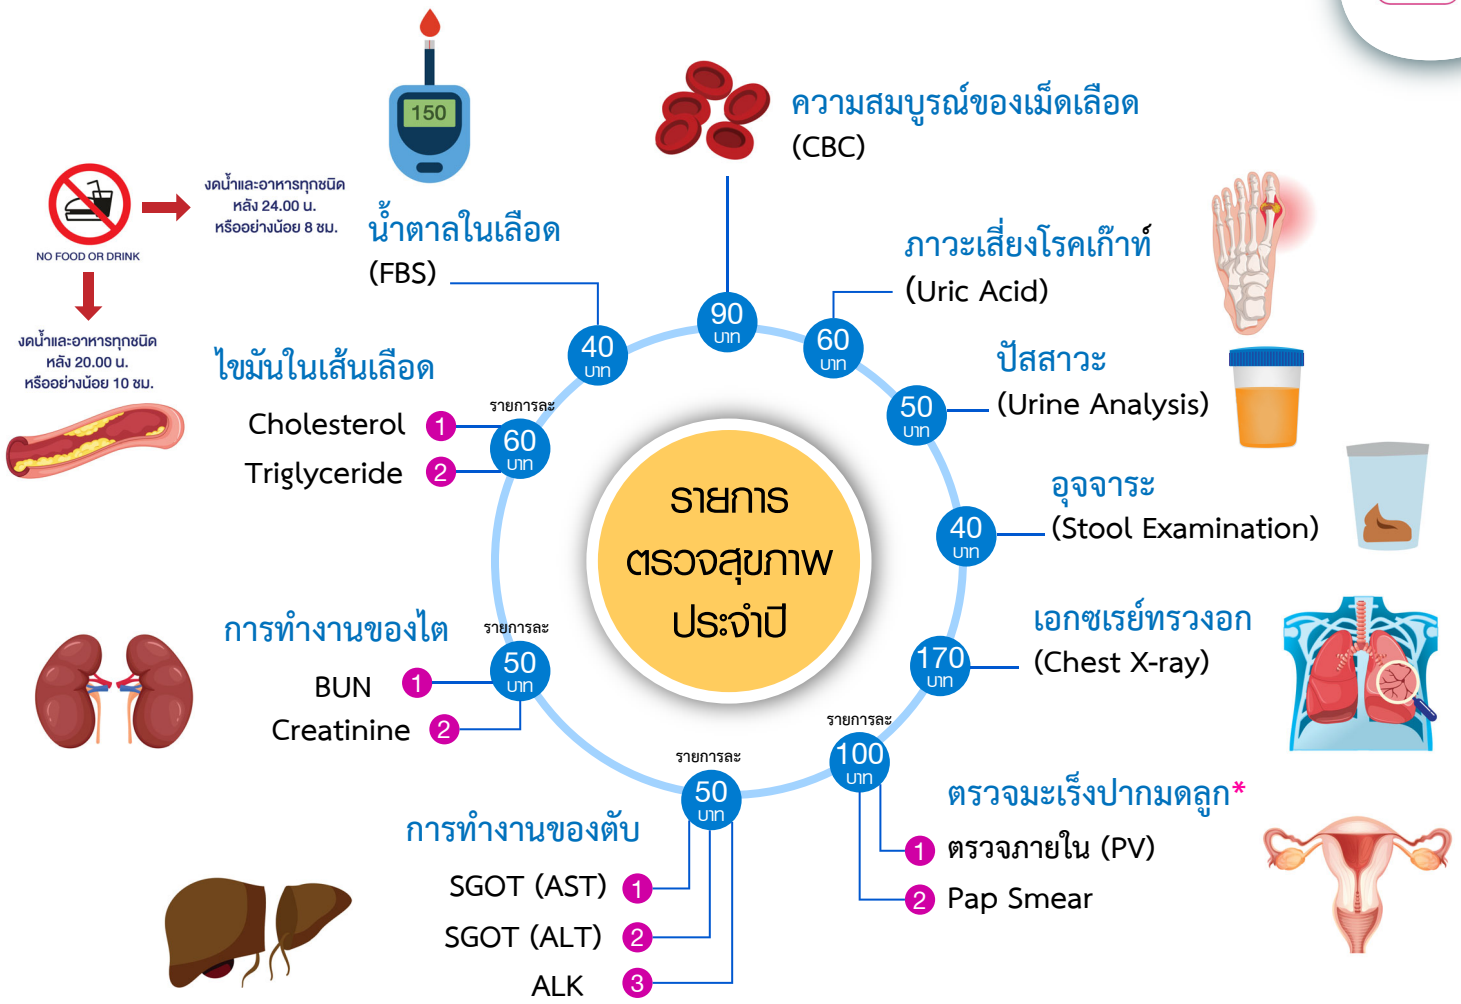 150
ความสมบูรณ์ของเม็ดเลือด
(CBC)
งดน้ำและอาหารทุกชนิด
หลัง 24.00 น.
หรืออย่างน้อย 8 ชม.
NO FOOD OR DRINK
น้ำตาลในเลือด
(FBS)
ภาวะเสี่ยงโรคเก๊าท์
(Uric Acid)
90
บาท
40
บาท
60
บาท
งดน้ำและอาหารทุกชนิด
หลัง 20.00 น.
หรืออย่างน้อย 10 ชม.
ไขมันในเส้นเลือด
รายการละ
Cholesterol 1
Triglyceride 2
60
บาท
ปัสสาวะ
(Urine Analysis)
50
บาท
รายการ
ตรวจสุขภาพ
ประจำปี
อุจจาระ
(Stool Examination)
40
บาท
การทำงานของไต
รายการละ
BUN 1
Creatinine 2
50
บาท
เอกซเรย์ทรวงอก
(Chest X-ray)
170
บาท
รายการละ
100
บาท
ตรวจมะเร็งปากมดลูก*
1 ตรวจภายใน (PV)
2 Pap Smear
รายการละ
50
บาท
การทำงานของตับ
SGOT (AST) 1
SGOT (ALT) 2
ALK 3